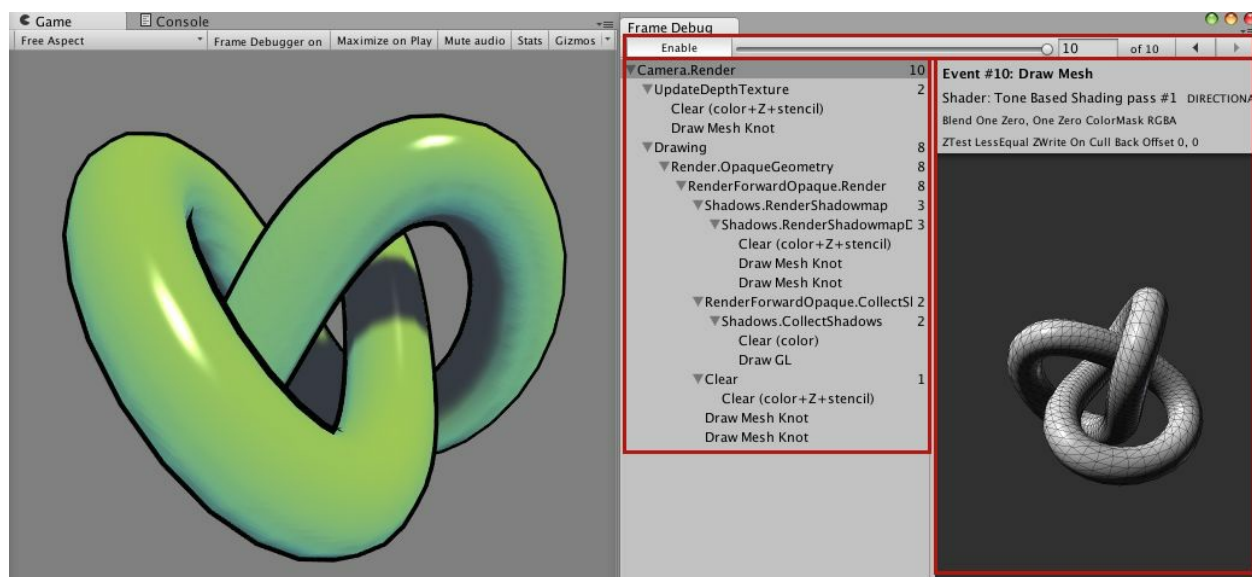 Game
Console
Free Aspect
Frame Debugger on
Maximize on Play
Mute audio
Stats
Gizmos
Frame Debug
Enable
10
of 10
Camera.Render 10
UpdateDepthTexture 2
Clear (color+Z+stencil)
Draw Mesh Knot
Drawing 8
Render.OpaqueGeometry 8
RenderForwardOpaque.Render 8
Shadows.RenderShadowmap 3
Shadows.RenderShadowmapD 3
Clear (color+Z+stencil)
Draw Mesh Knot
Draw Mesh Knot
RenderForwardOpaque.CollectSl 2
Shadows.CollectShadows 2
Clear (color)
Draw GL
Clear 1
Clear (color+Z+stencil)
Draw Mesh Knot
Draw Mesh Knot
Event #10: Draw Mesh
Shader: Tone Based Shading pass #1 DIRECTIONA
Blend One Zero, One Zero ColorMask RGBA
ZTest LessEqual ZWrite On Cull Back Offset 0, 0